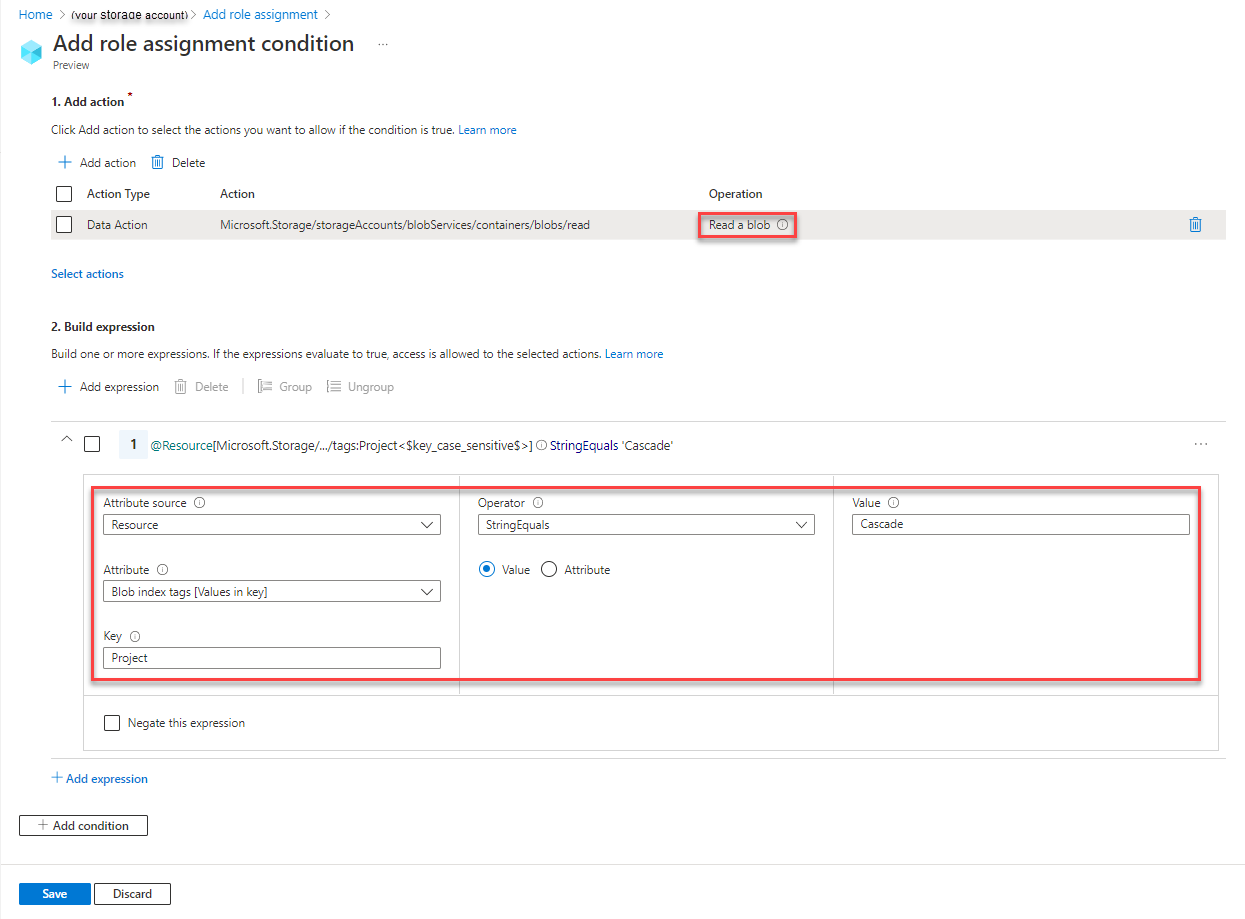 Home > (your storage account) > Add role assignment >
Add role assignment condition ...
Preview
1. Add action *
Click Add action to select the actions you want to allow if the condition is true. Learn more
+ Add action Delete
Action Type Action Operation
Data Action Microsoft.Storage/storageAccounts/blobServices/containers/blobs/read Read a blob
Select actions
2. Build expression
Build one or more expressions. If the expressions evaluate to true, access is allowed to the selected actions. Learn more
+ Add expression Delete Group Ungroup
1 @Resource[Microsoft.Storage/.../tags:Project<$key_case_sensitive$>] StringEquals 'Cascade' ...
Attribute source Operator Value
Resource StringEquals Cascade
Attribute Value Attribute
Blob index tags [Values in key]
Key
Project
Negate this expression
+ Add expression
+ Add condition
Save Discard